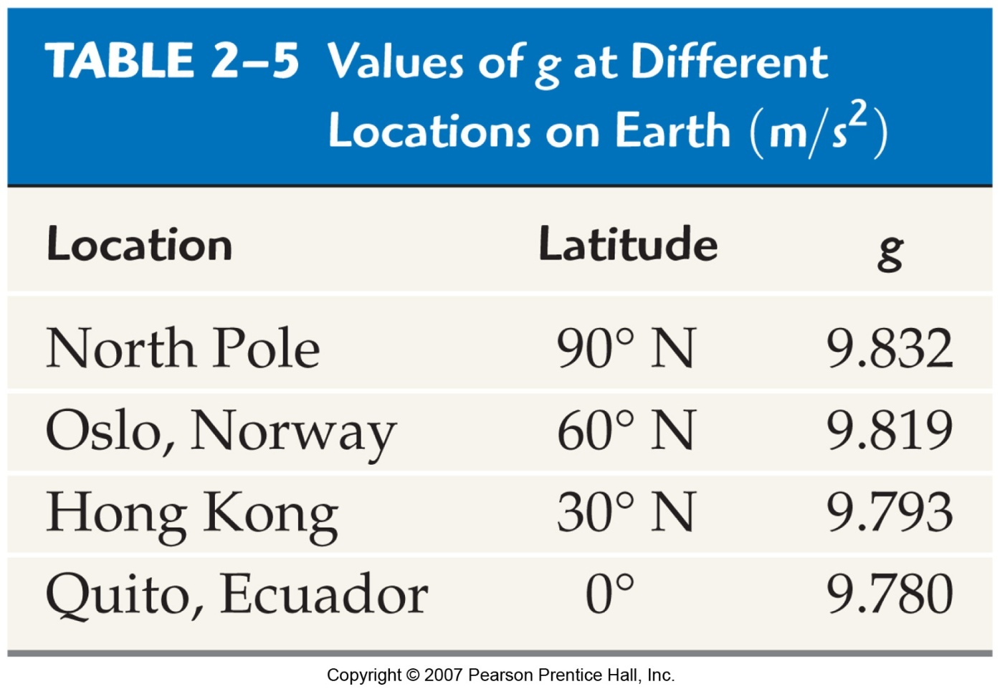 TABLE 2–5 Values of g at Different
Locations on Earth (m/s²)
Location Latitude g
North Pole 90° N 9.832
Oslo, Norway 60° N 9.819
Hong Kong 30° N 9.793
Quito, Ecuador 0° 9.780
Copyright © 2007 Pearson Prentice Hall, Inc.